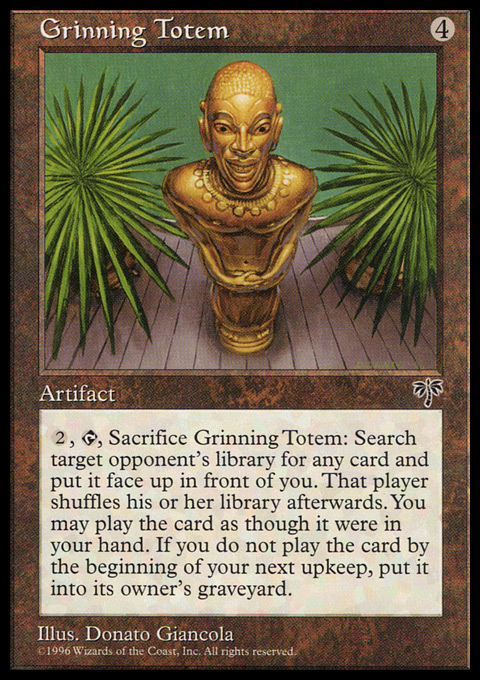 Grinning Totem 4
Artifact
2, , Sacrifice Grinning Totem: Search
target opponent's library for any card and
put it face up in front of you. That player
shuffles his or her library afterwards. You
may play the card as though it were in
your hand. If you do not play the card by
the beginning of your next upkeep, put it
into its owner's graveyard.
Illus. Donato Giancola
©1996 Wizards of the Coast, Inc. All rights reserved.